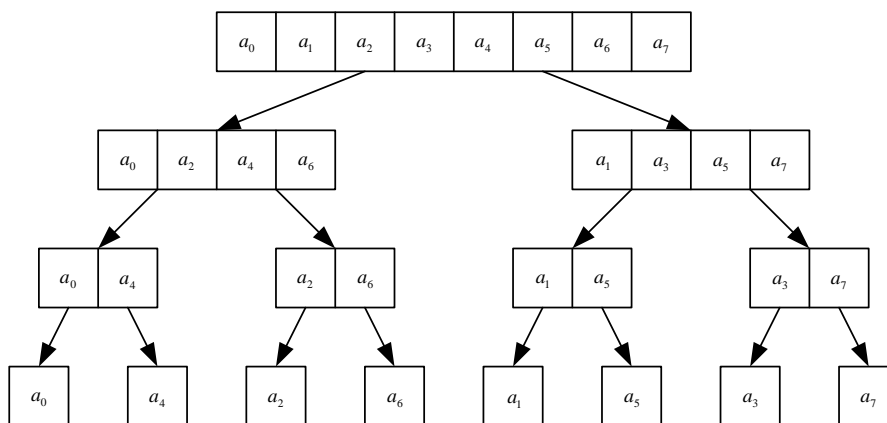 a₀ a₁ a₂ a₃ a₄ a₅ a₆ a₇
a₀ a₂ a₄ a₆ a₁ a₃ a₅ a₇
a₀ a₄ a₂ a₆ a₁ a₅ a₃ a₇
a₀ a₄ a₂ a₆ a₁ a₅ a₃ a₇